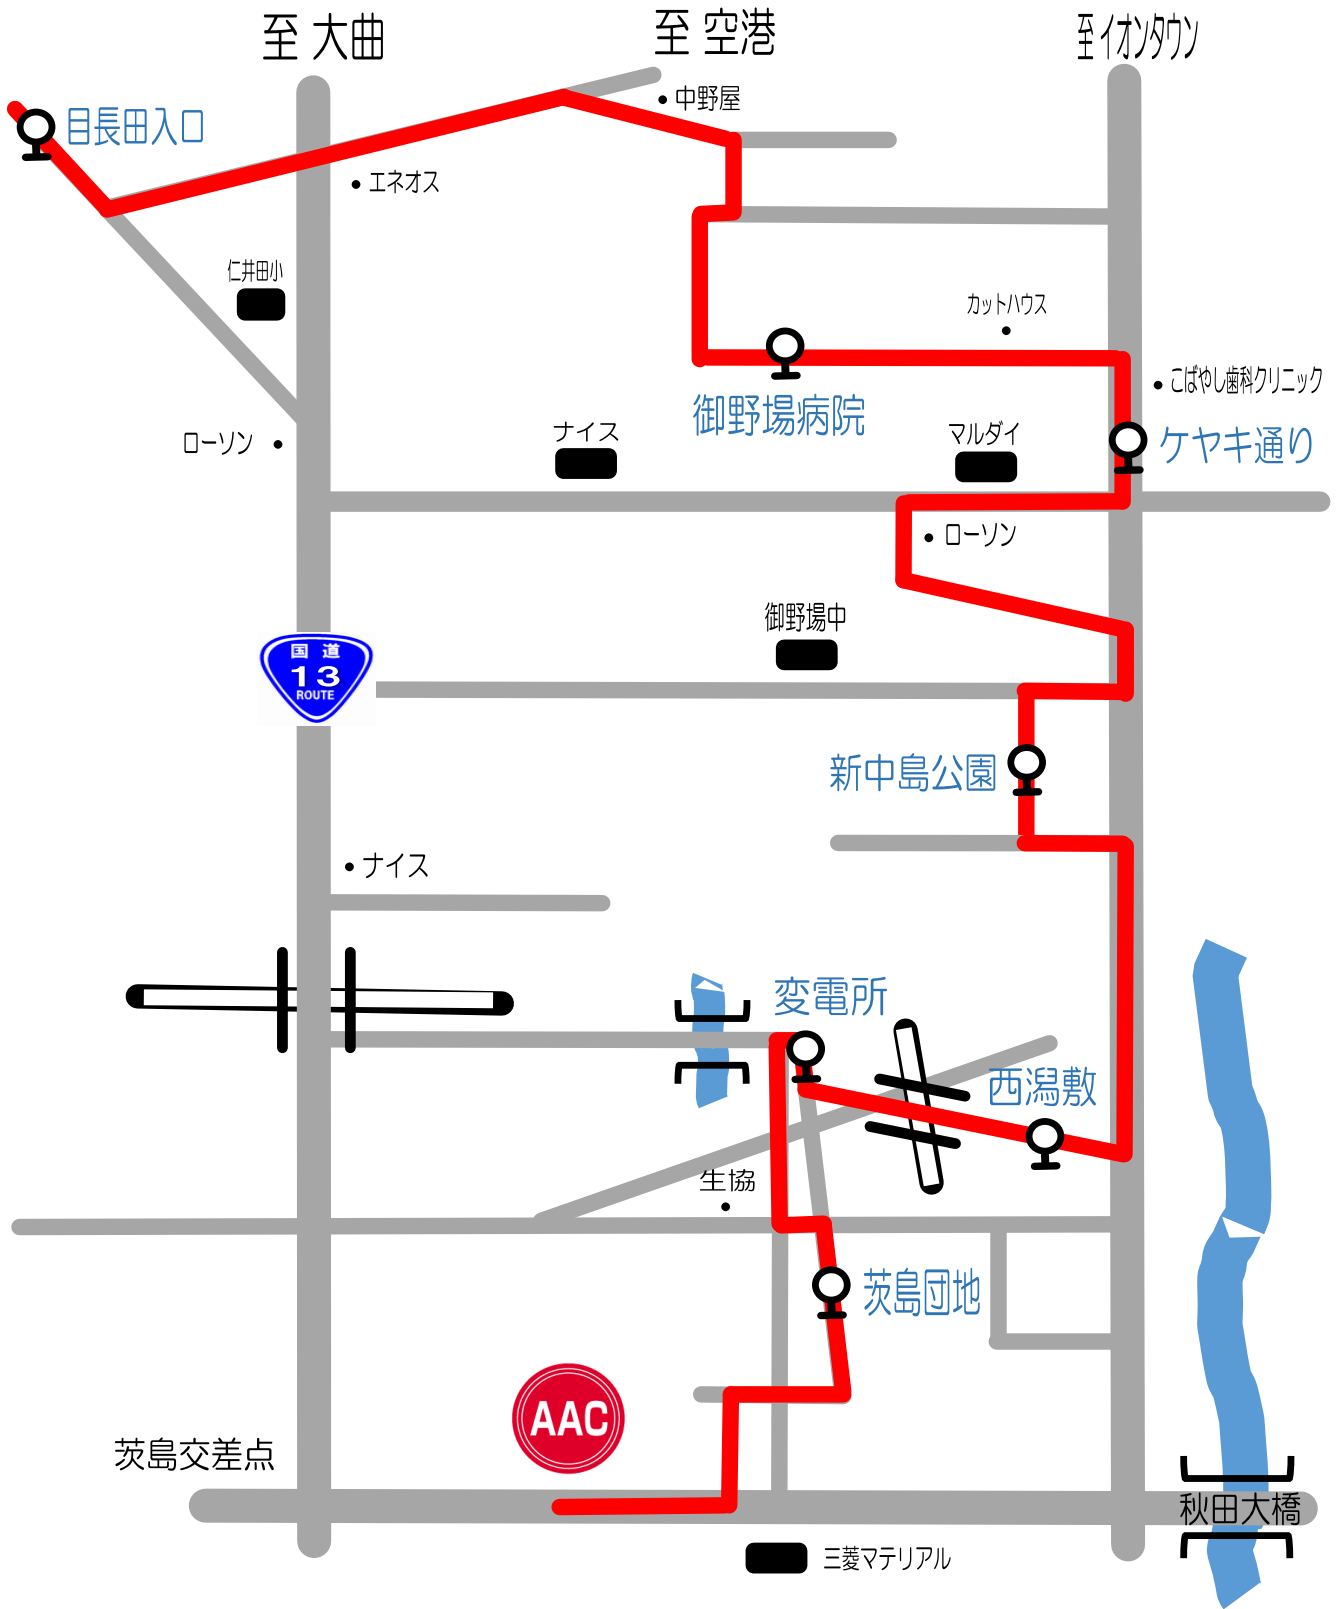 至 大曲
至 空港
至 イオンタウン
中野屋
目長田入口
エネオス
仁井田小
カットハウス
こばやし歯科クリニック
御野場病院
ナイス
マルダイ
ケヤキ通り
ローソン
ローソン
御野場中
国道
13
ROUTE
新中島公園
ナイス
変電所
西潟敷
生協
茨島団地
AAC
茨島交差点
秋田大橋
三菱マテリアル